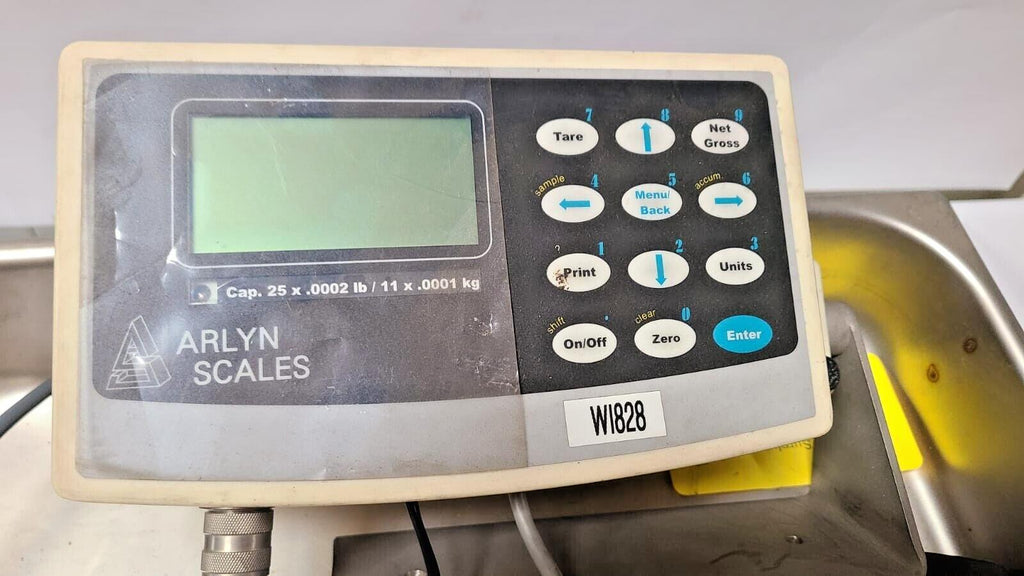 7 8 9
Tare ↑ Net Gross
sample 4 5 accum 6
← Menu/ Back →
? 1 2 3
Print ↓ Units
shift . clear 0
On/Off Zero Enter
Cap. 25 x .0002 lb / 11 x .0001 kg
ARLYN
SCALES
WI828